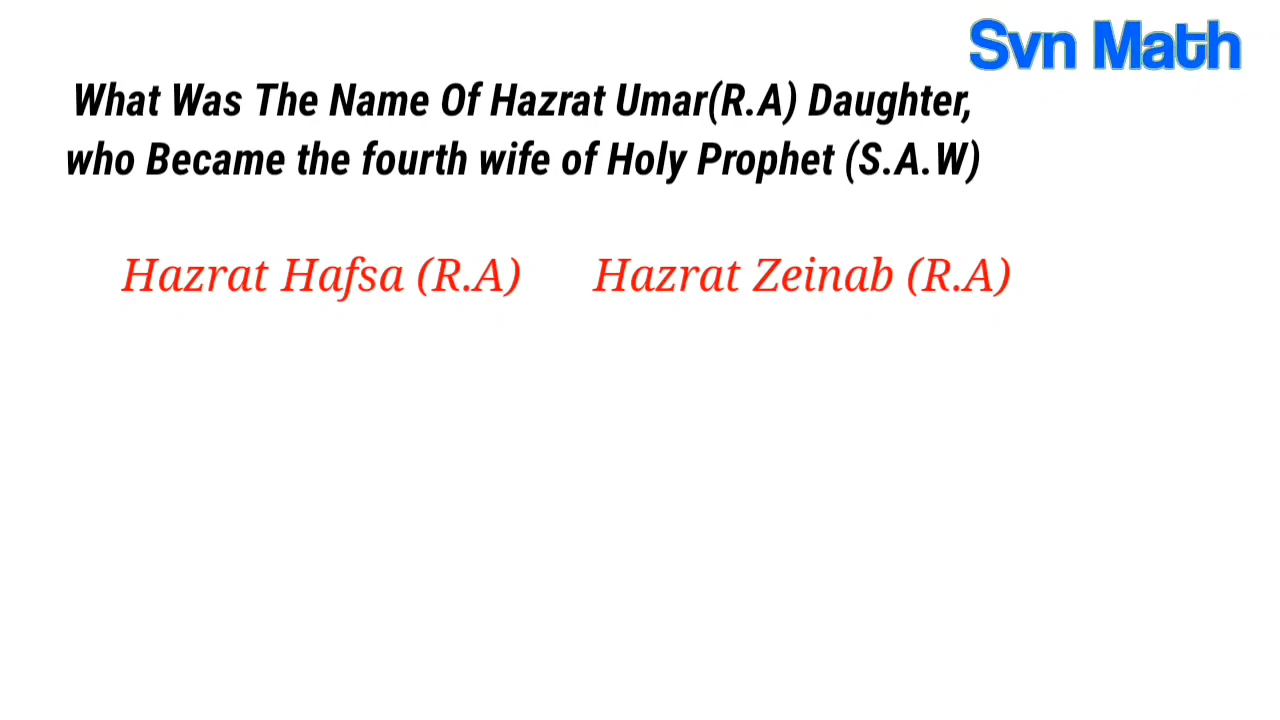 Svn Math
What Was The Name Of Hazrat Umar(R.A) Daughter,
who Became the fourth wife of Holy Prophet (S.A.W)
Hazrat Hafsa (R.A) Hazrat Zeinab (R.A)